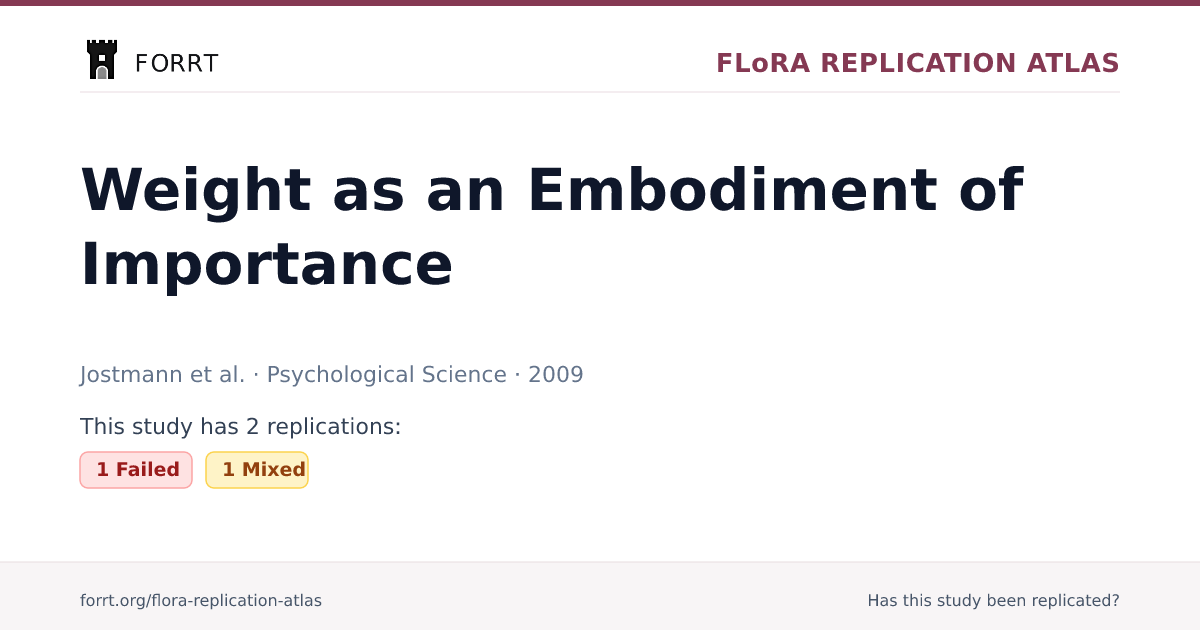 FORRT
FLoRA REPLICATION ATLAS
Weight as an Embodiment of
Importance
Jostmann et al. · Psychological Science · 2009
This study has 2 replications:
1 Failed
1 Mixed
forrt.org/flora-replication-atlas
Has this study been replicated?